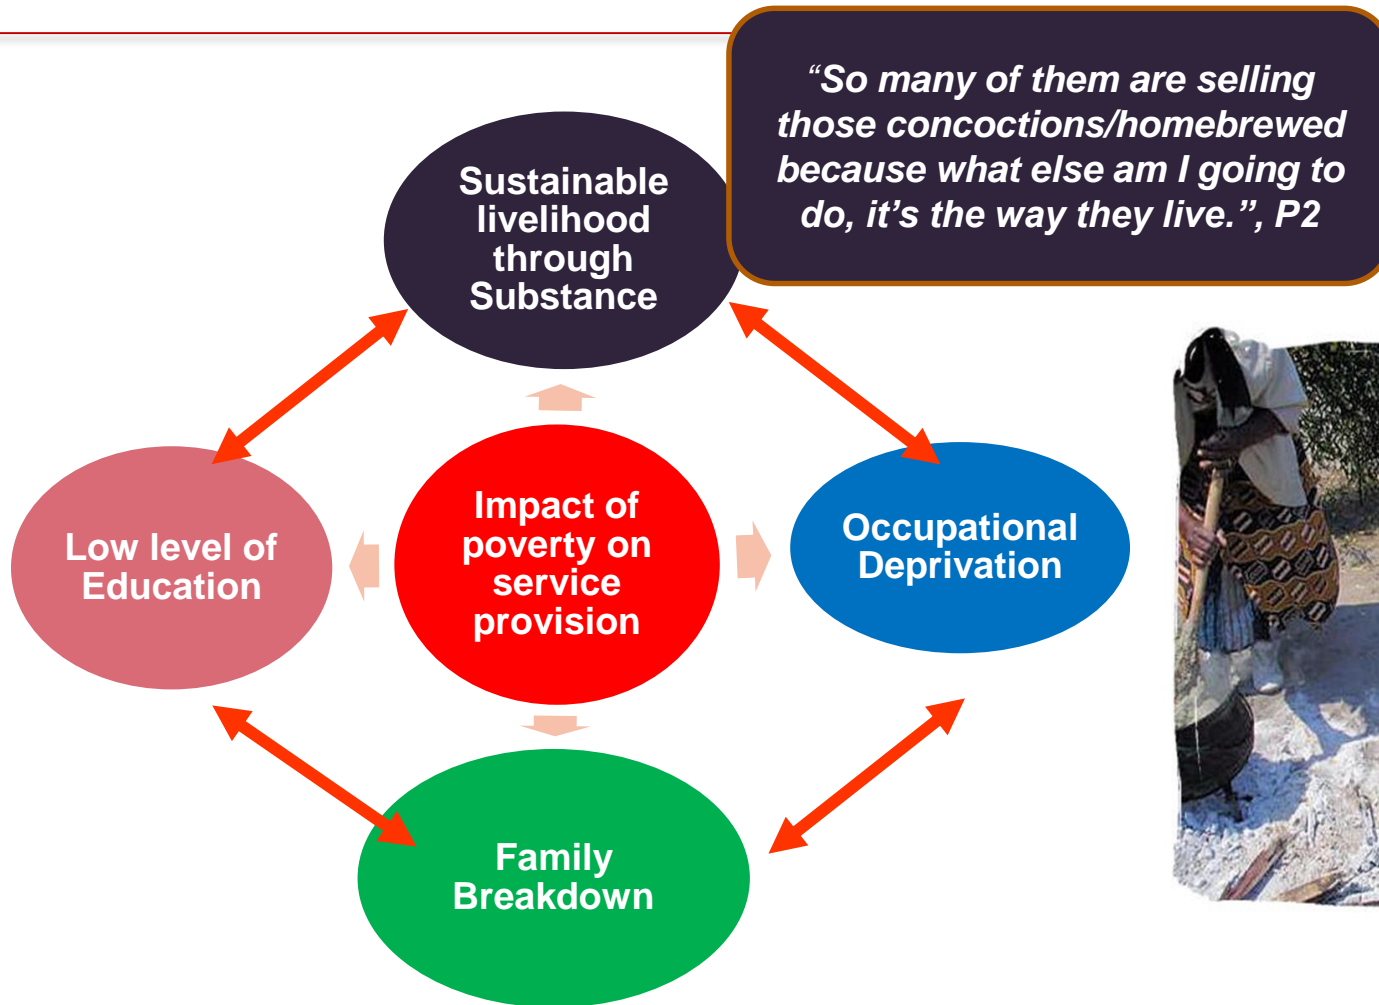 “So many of them are selling
those concoctions/homebrewed
because what else am I going to
do, it’s the way they live.”, P2
Sustainable
livelihood
through
Substance
Low level of
Education
Impact of
poverty on
service
provision
Occupational
Deprivation
Family
Breakdown